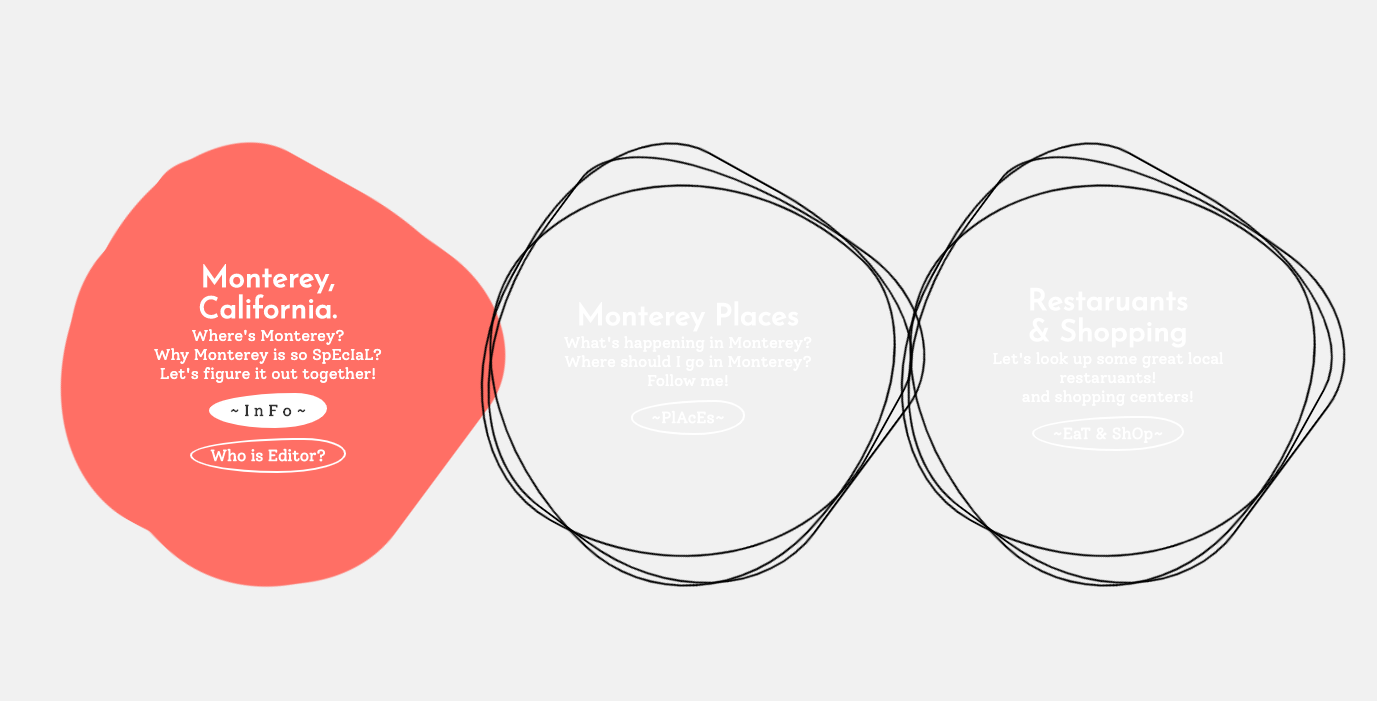 Monterey,
California.
Where's Monterey?
Why Monterey is so SpEcIaL?
Let's figure it out together!
~ I n F o ~
Who is Editor?
Monterey Places
What's happening in Monterey?
Where should I go in Monterey?
Follow me!
~PlAcEs~
Restaruants
& Shopping
Let's look up some great local
restaruants!
and shopping centers!
~EaT & ShOp~